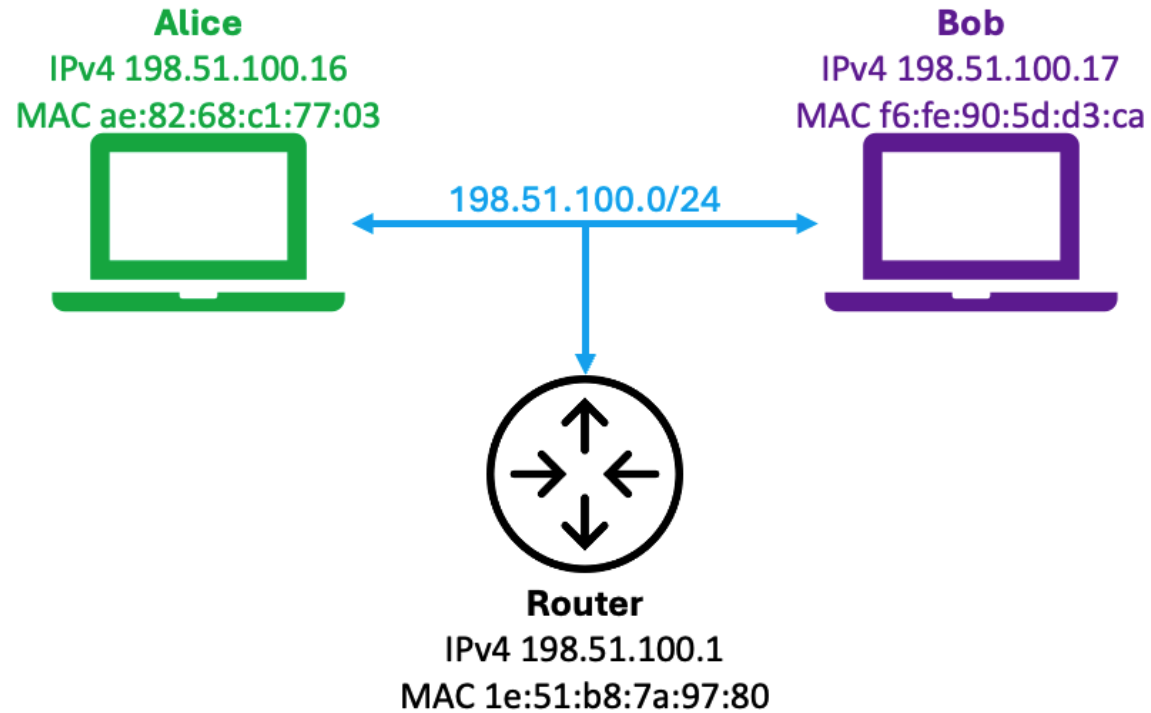 Alice
IPv4 198.51.100.16
MAC ae:82:68:c1:77:03
Bob
IPv4 198.51.100.17
MAC f6:fe:90:5d:d3:ca
198.51.100.0/24
Router
IPv4 198.51.100.1
MAC 1e:51:b8:7a:97:80